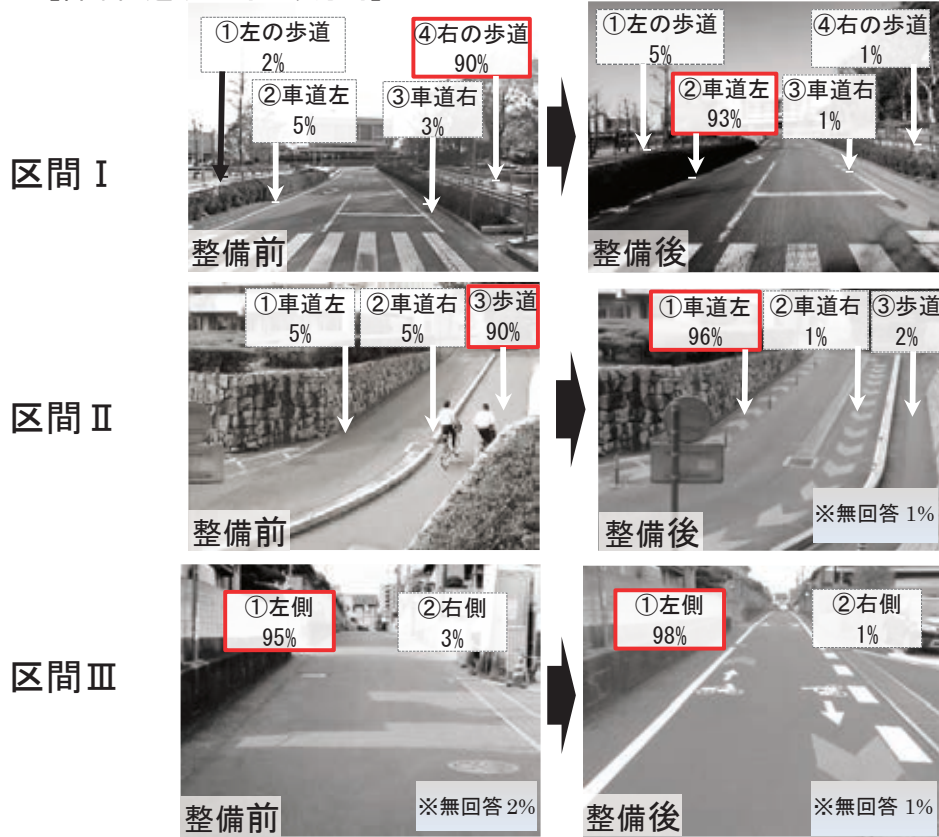 ①左の歩道
2%
④右の歩道
90%
②車道左
5%
③車道右
3%
整備前
①左の歩道
5%
④右の歩道
1%
②車道左
93%
③車道右
1%
整備後
区間Ⅰ
①車道左
5%
②車道右
5%
③歩道
90%
整備前
①車道左
96%
②車道右
1%
③歩道
2%
※無回答 1%
整備後
区間Ⅱ
①左側
95%
②右側
3%
※無回答 2%
整備前
①左側
98%
②右側
1%
※無回答 1%
整備後
区間Ⅲ